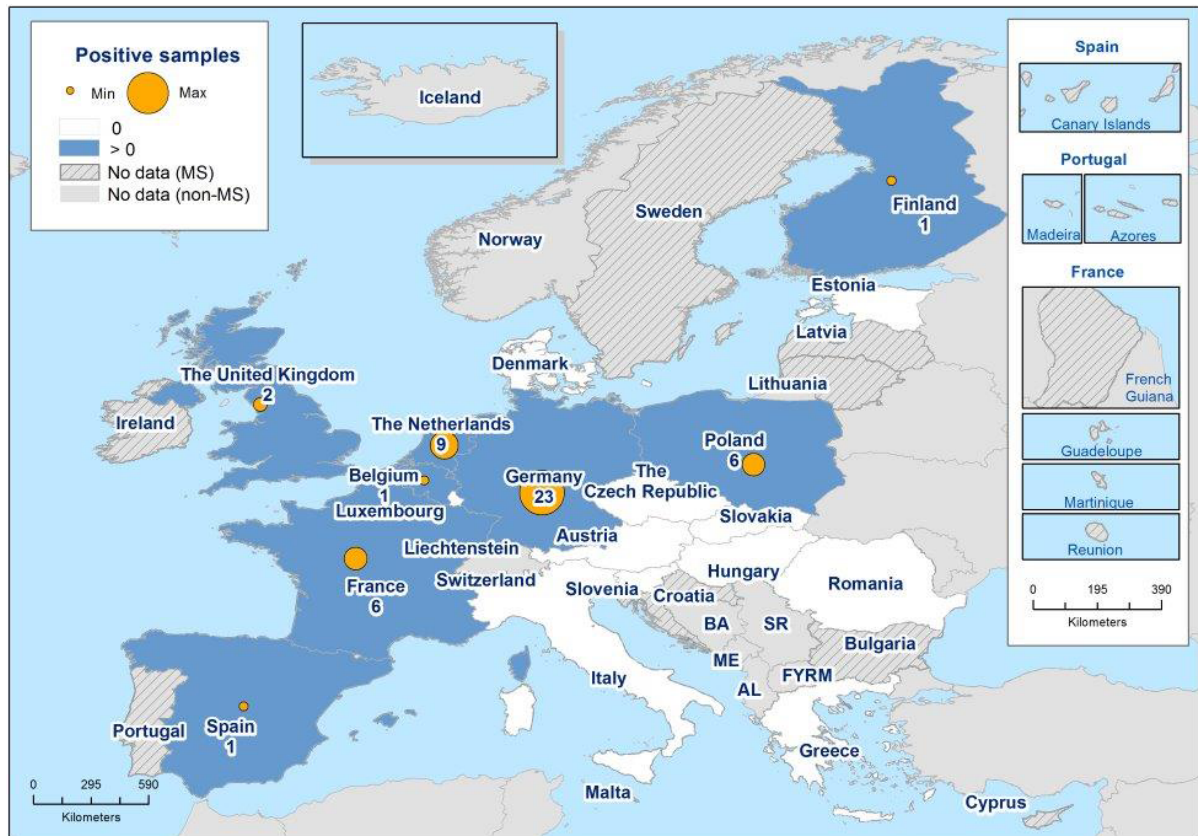 Positive samples
Min
Max
0
> 0
No data (MS)
No data (non-MS)
Iceland
Spain
Canary Islands
Portugal
Madeira
Azores
France
French
Guiana
Guadeloupe
Martinique
Reunion
0 195 390
Kilometers
Finland
1
Sweden
Norway
Estonia
Latvia
Lithuania
Denmark
The United Kingdom
2
Ireland
The Netherlands
9
Belgium
1
Luxembourg
Germany
23
Poland
6
The
Czech Republic
Slovakia
Austria
Liechtenstein
Switzerland
France
6
Hungary
Romania
Slovenia
Croatia
BA
SR
ME
AL
FYRM
Bulgaria
Italy
Portugal
Spain
1
Greece
Malta
Cyprus
0 295 590
Kilometers